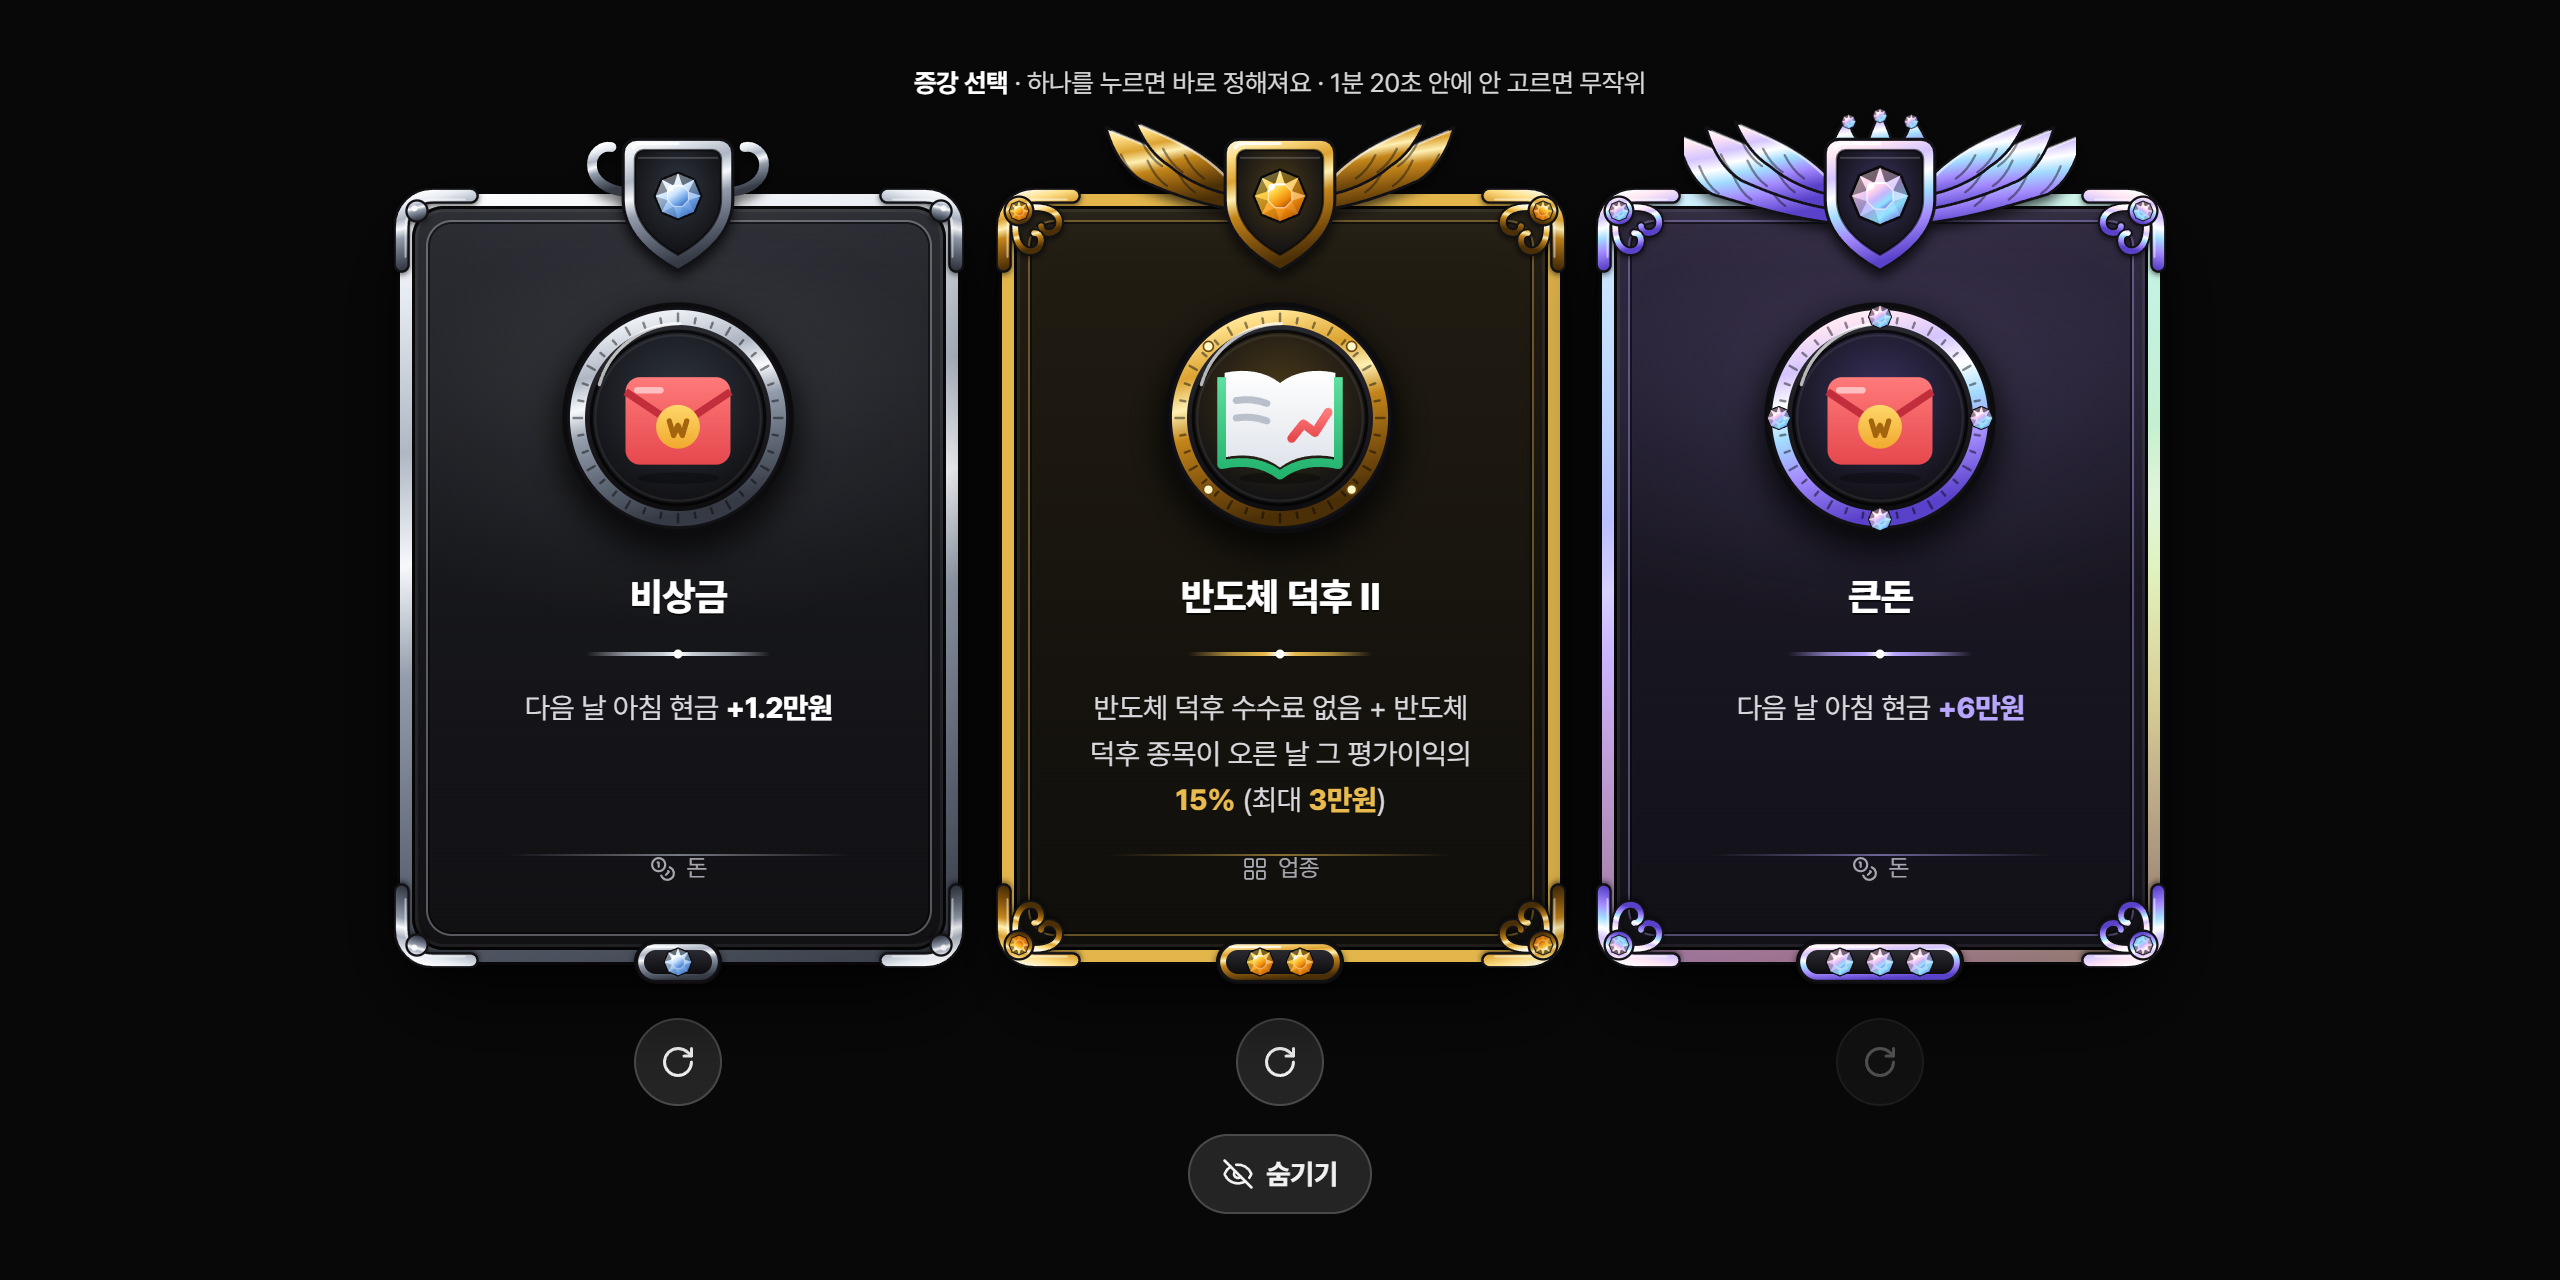 증강 선택 · 하나를 누르면 바로 정해져요 · 1분 20초 안에 안 고르면 무작위
W
비상금
다음 날 아침 현금 +1.2만원
돈
반도체 덕후 II
반도체 덕후 수수료 없음 + 반도체
덕후 종목이 오른 날 그 평가이익의
15% (최대 3만원)
업종
W
큰돈
다음 날 아침 현금 +6만원
돈
숨기기